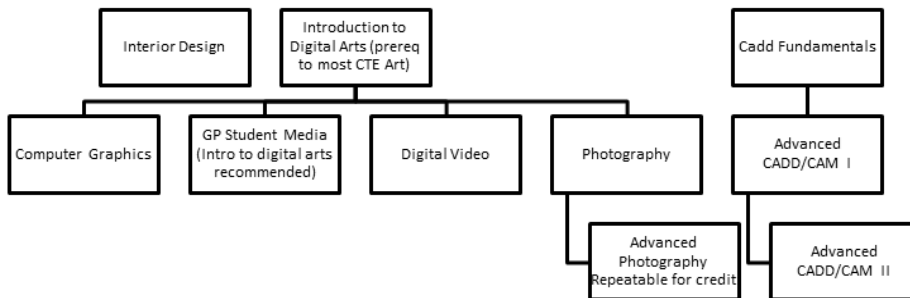 Interior Design
Introduction to
Digital Arts (prereq
to most CTE Art)
Cadd Fundamentals
Computer Graphics
GP Student Media
(Intro to digital arts
recommended)
Digital Video
Photography
Advanced
CADD/CAM I
Advanced
Photography
Repeatable for credit
Advanced
CADD/CAM II